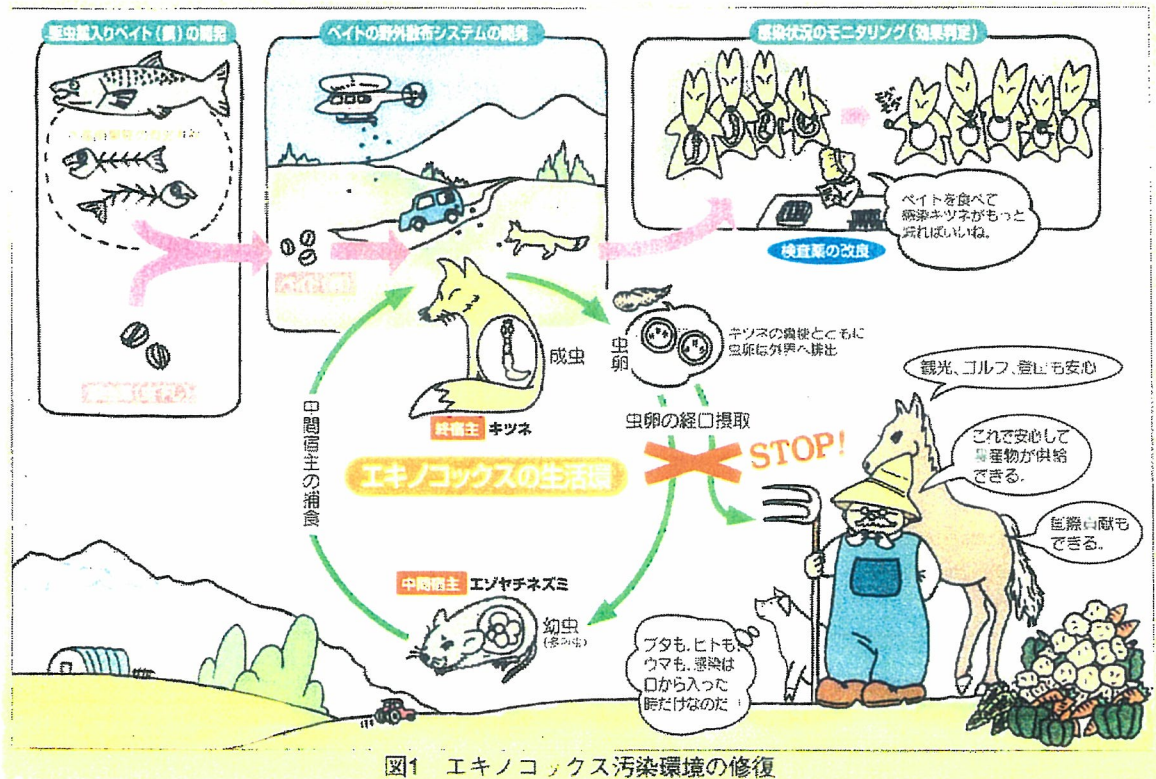 駆虫薬入りベイト(餌)の開発
ベイトの野外散布システムの開発
感染状況のモニタリング(効果判定)
ベイトを食べて
感染キツネがもっと
減ればいいね。
検査薬の改良
成虫
虫卵
キツネの糞便とともに
虫卵は外界へ排出
終宿主 キツネ
虫卵の経口摂取
STOP!
中間宿主の捕食
エキノコックスの生活環
中間宿主 エゾヤチネズミ
幼虫
観光、ゴルフ、登山も安心
これで安心して
産物が供給
できる。
国際貢献も
できる。
ブタも、ヒトも、
ウマも、感染は
口から入った
時だけなのだ
図1 エキノコックス汚染環境の修復